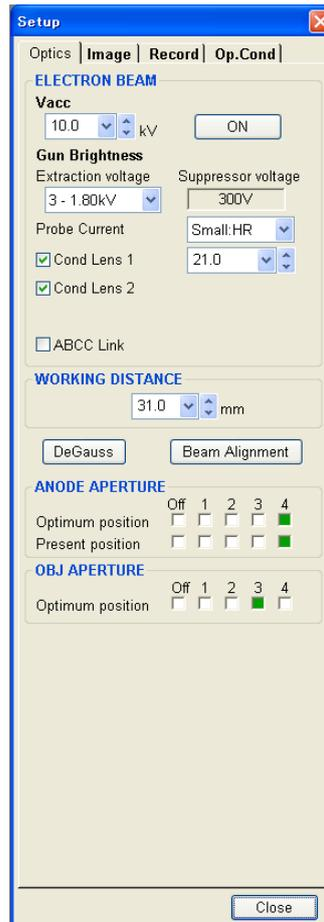 Setup
Optics Image Record Op.Cond
ELECTRON BEAM
Vacc
10.0 kV ON
Gun Brightness
Extraction voltage Suppressor voltage
3 - 1.80kV 300V
Probe Current Small:HR
Cond Lens 1 21.0
Cond Lens 2
ABCC Link
WORKING DISTANCE
31.0 mm
DeGauss Beam Alignment
ANODE APERTURE
Off 1 2 3 4
Optimum position
Present position
OBJ APERTURE
Off 1 2 3 4
Optimum position
Close